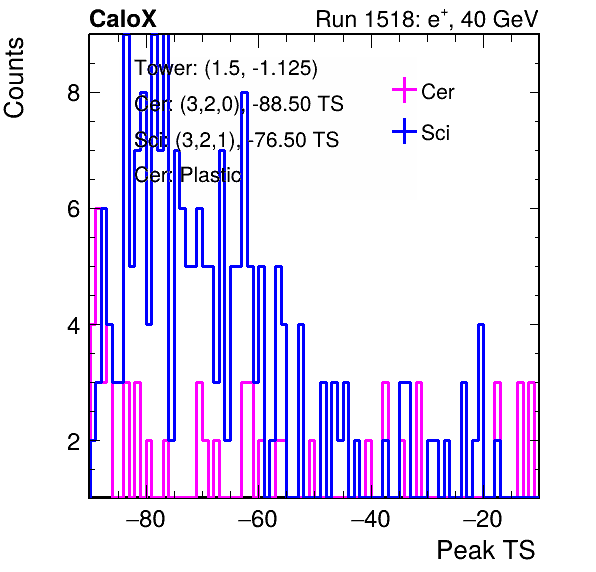 CaloX Run 1518: e⁺, 40 GeV
Counts
Tower: (1.5, -1.125)
Cer: (3,2,0), -88.50 TS
Sci: (3,2,1), -76.50 TS
Cer: Plastic
Cer
Sci
8
6
4
2
−80 −60 −40 −20
Peak TS